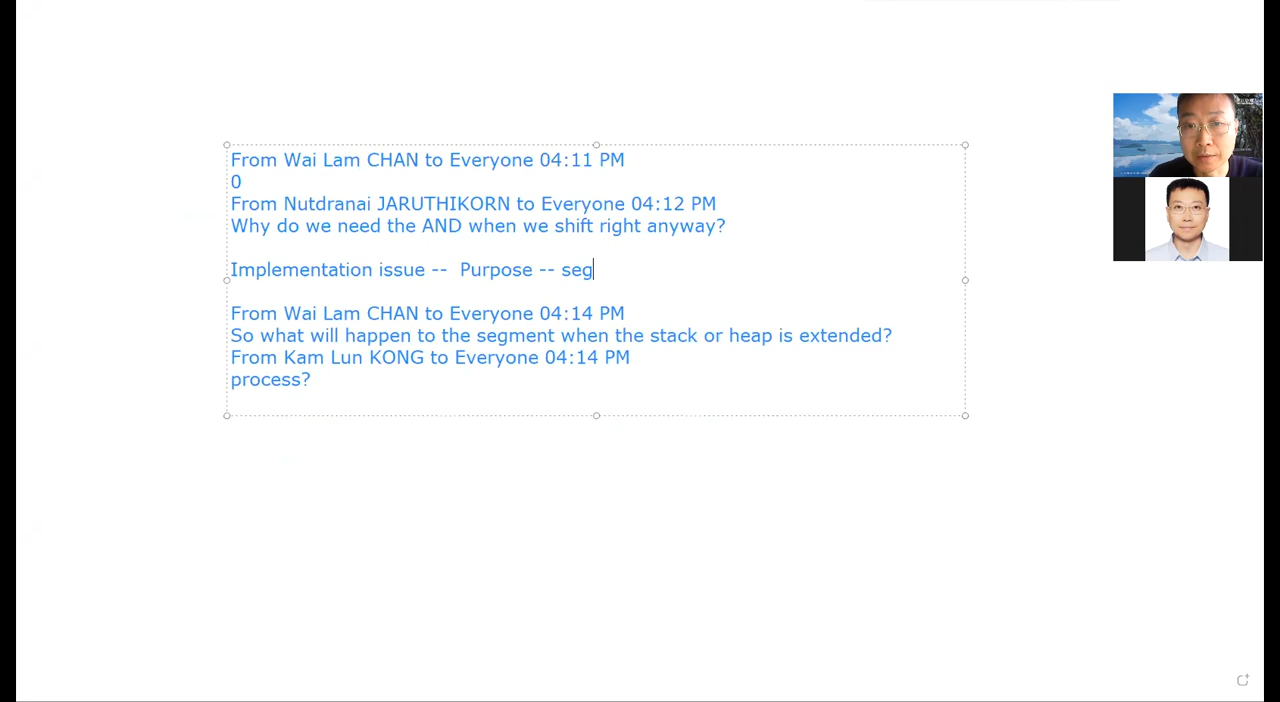 From Wai Lam CHAN to Everyone 04:11 PM
0
From Nutdranai JARUTHIKORN to Everyone 04:12 PM
Why do we need the AND when we shift right anyway?
Implementation issue --  Purpose -- seg
From Wai Lam CHAN to Everyone 04:14 PM
So what will happen to the segment when the stack or heap is extended?
From Kam Lun KONG to Everyone 04:14 PM
process?